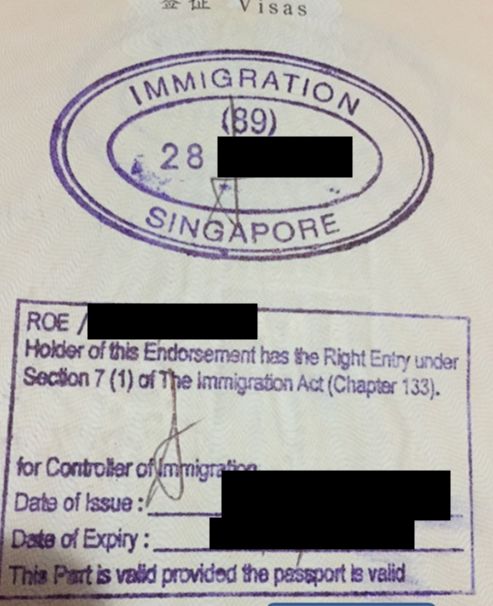 签证 Visas
IMMIGRATION
(89)
28
SINGAPORE
ROE /
Holder of this Endorsement has the Right Entry under
Section 7 (1) of The Immigration Act (Chapter 133).
for Controller of Immigration
Date of Issue :
Date of Expiry :
This Part is valid provided the passport is valid